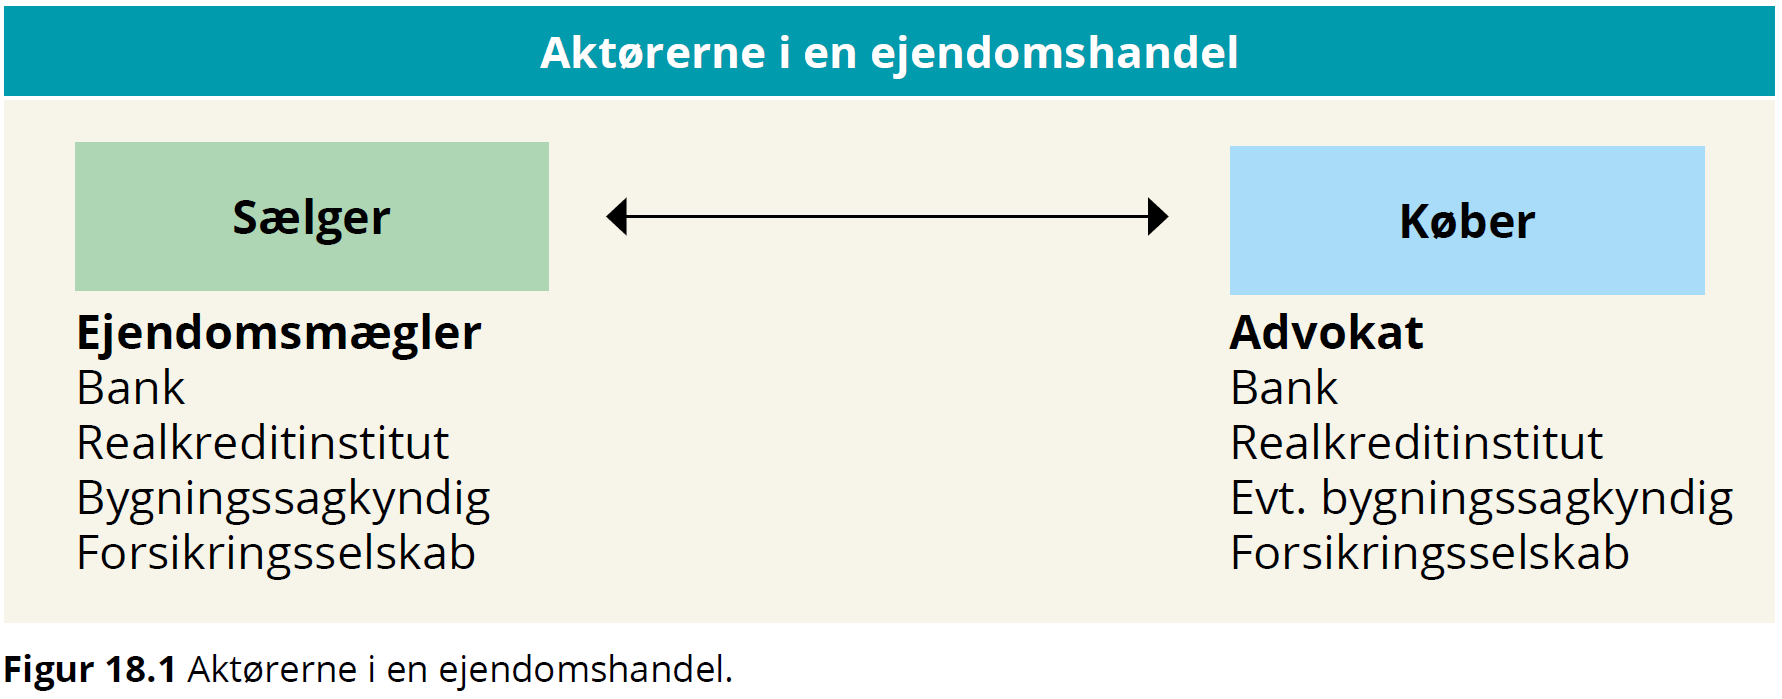 Aktørerne i en ejendomshandel
Sælger
Ejendomsmægler
Bank
Realkreditinstitut
Bygningssagkyndig
Forsikringsselskab
Køber
Advokat
Bank
Realkreditinstitut
Evt. bygningssagkyndig
Forsikringsselskab
Figur 18.1 Aktørerne i en ejendomshandel.